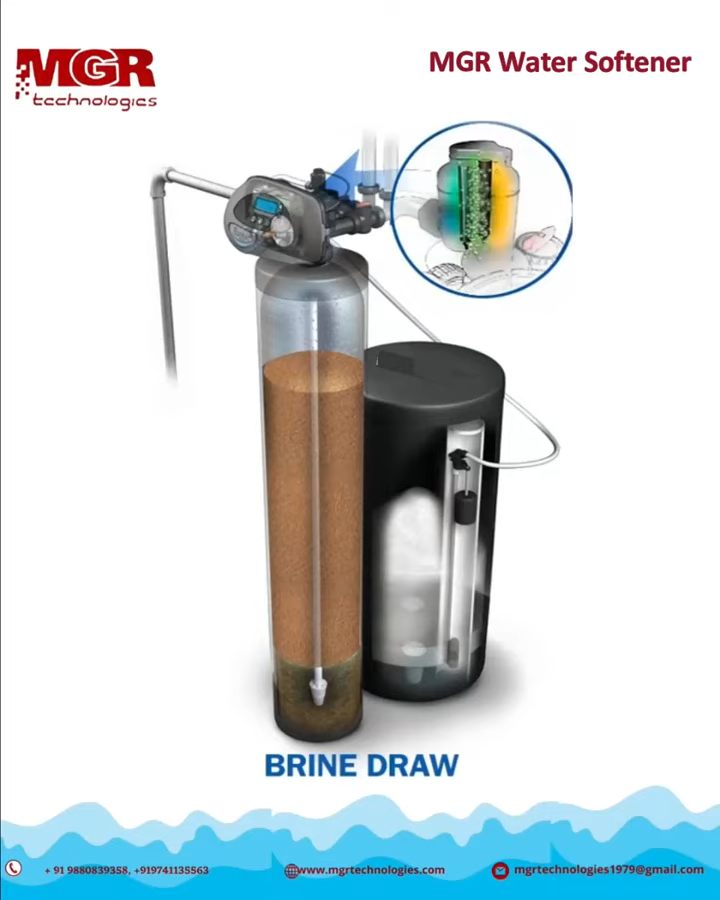 MGR
technologies
MGR Water Softener
BRINE DRAW
+ 91 9880839358, +919741135563
www.mgrtechnologies.com
mgrtechnologies1979@gmail.com